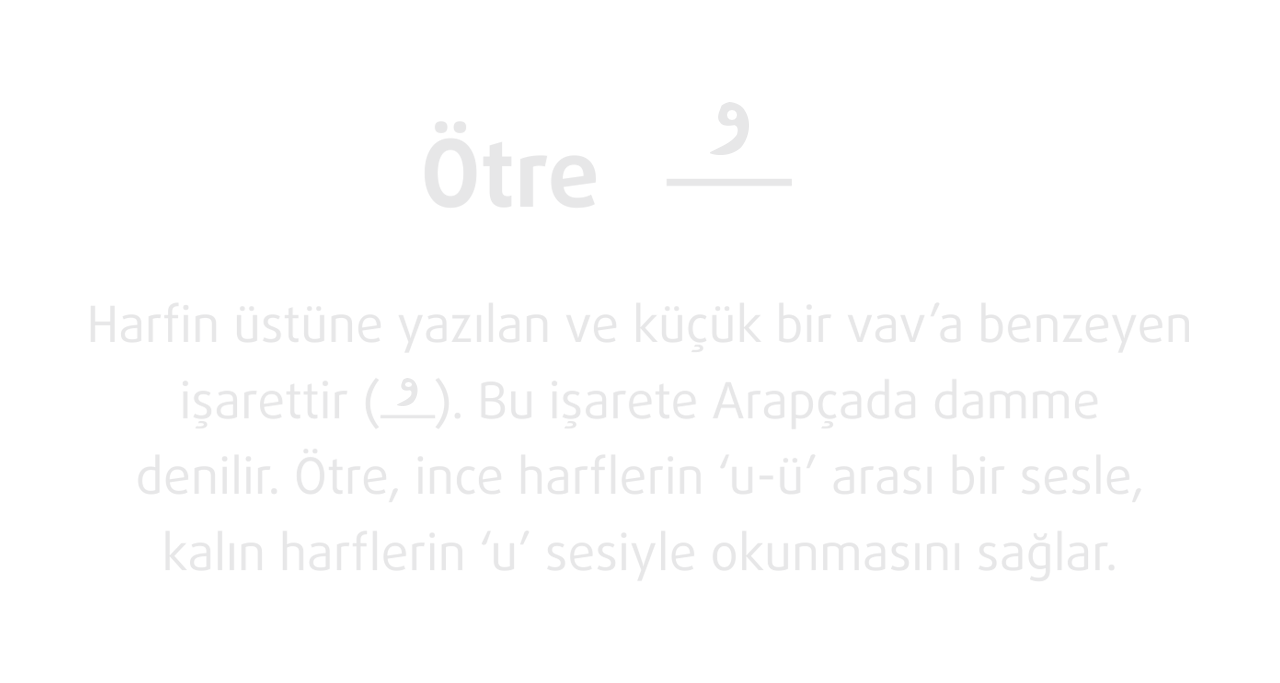 Ötre ـُ
Harfin üstüne yazılan ve küçük bir vav’a benzeyen
işarettir (ـُ). Bu işarete Arapçada damme
denilir. Ötre, ince harflerin ‘u-ü’ arası bir sesle,
kalın harflerin ‘u’ sesiyle okunmasını sağlar.